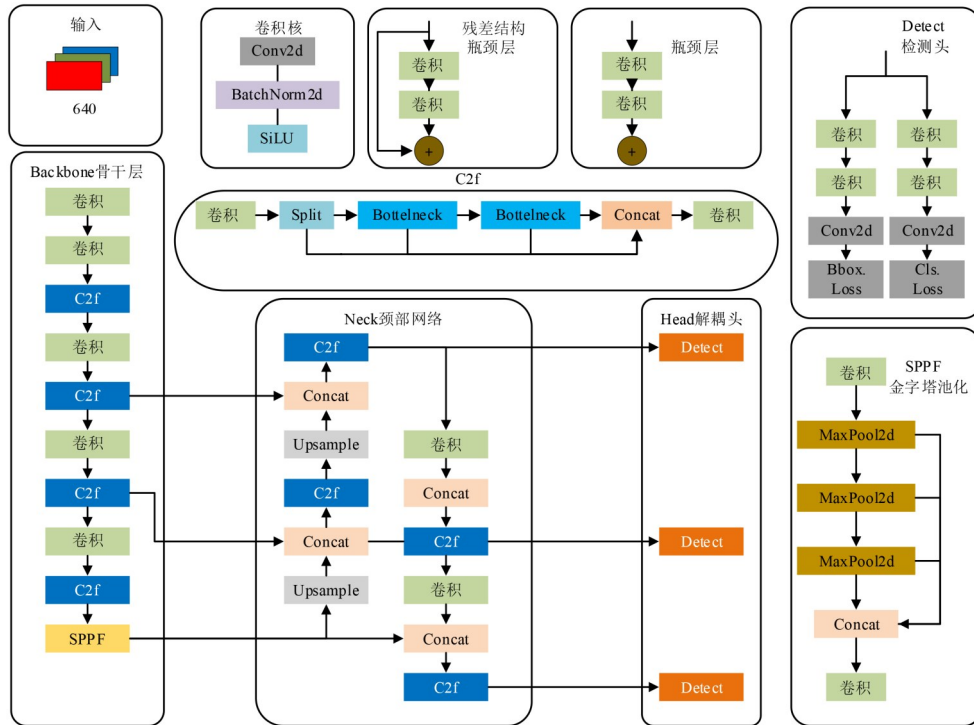 输入
640
卷积核
Conv2d
BatchNorm2d
SiLU
残差结构
瓶颈层
卷积
卷积
+
瓶颈层
卷积
卷积
+
Detect
检测头
卷积
卷积
卷积
卷积
Conv2d
Conv2d
Bbox.
Loss
Cls.
Loss
C2f
卷积
Split
Bottelneck
Bottelneck
Concat
卷积
Backbone骨干层
卷积
卷积
C2f
卷积
C2f
卷积
C2f
卷积
C2f
SPPF
Neck颈部网络
C2f
Concat
Upsample
C2f
Concat
Upsample
卷积
Concat
C2f
卷积
Concat
C2f
Head解耦头
Detect
Detect
Detect
SPPF
金字塔池化
卷积
MaxPool2d
MaxPool2d
MaxPool2d
Concat
卷积